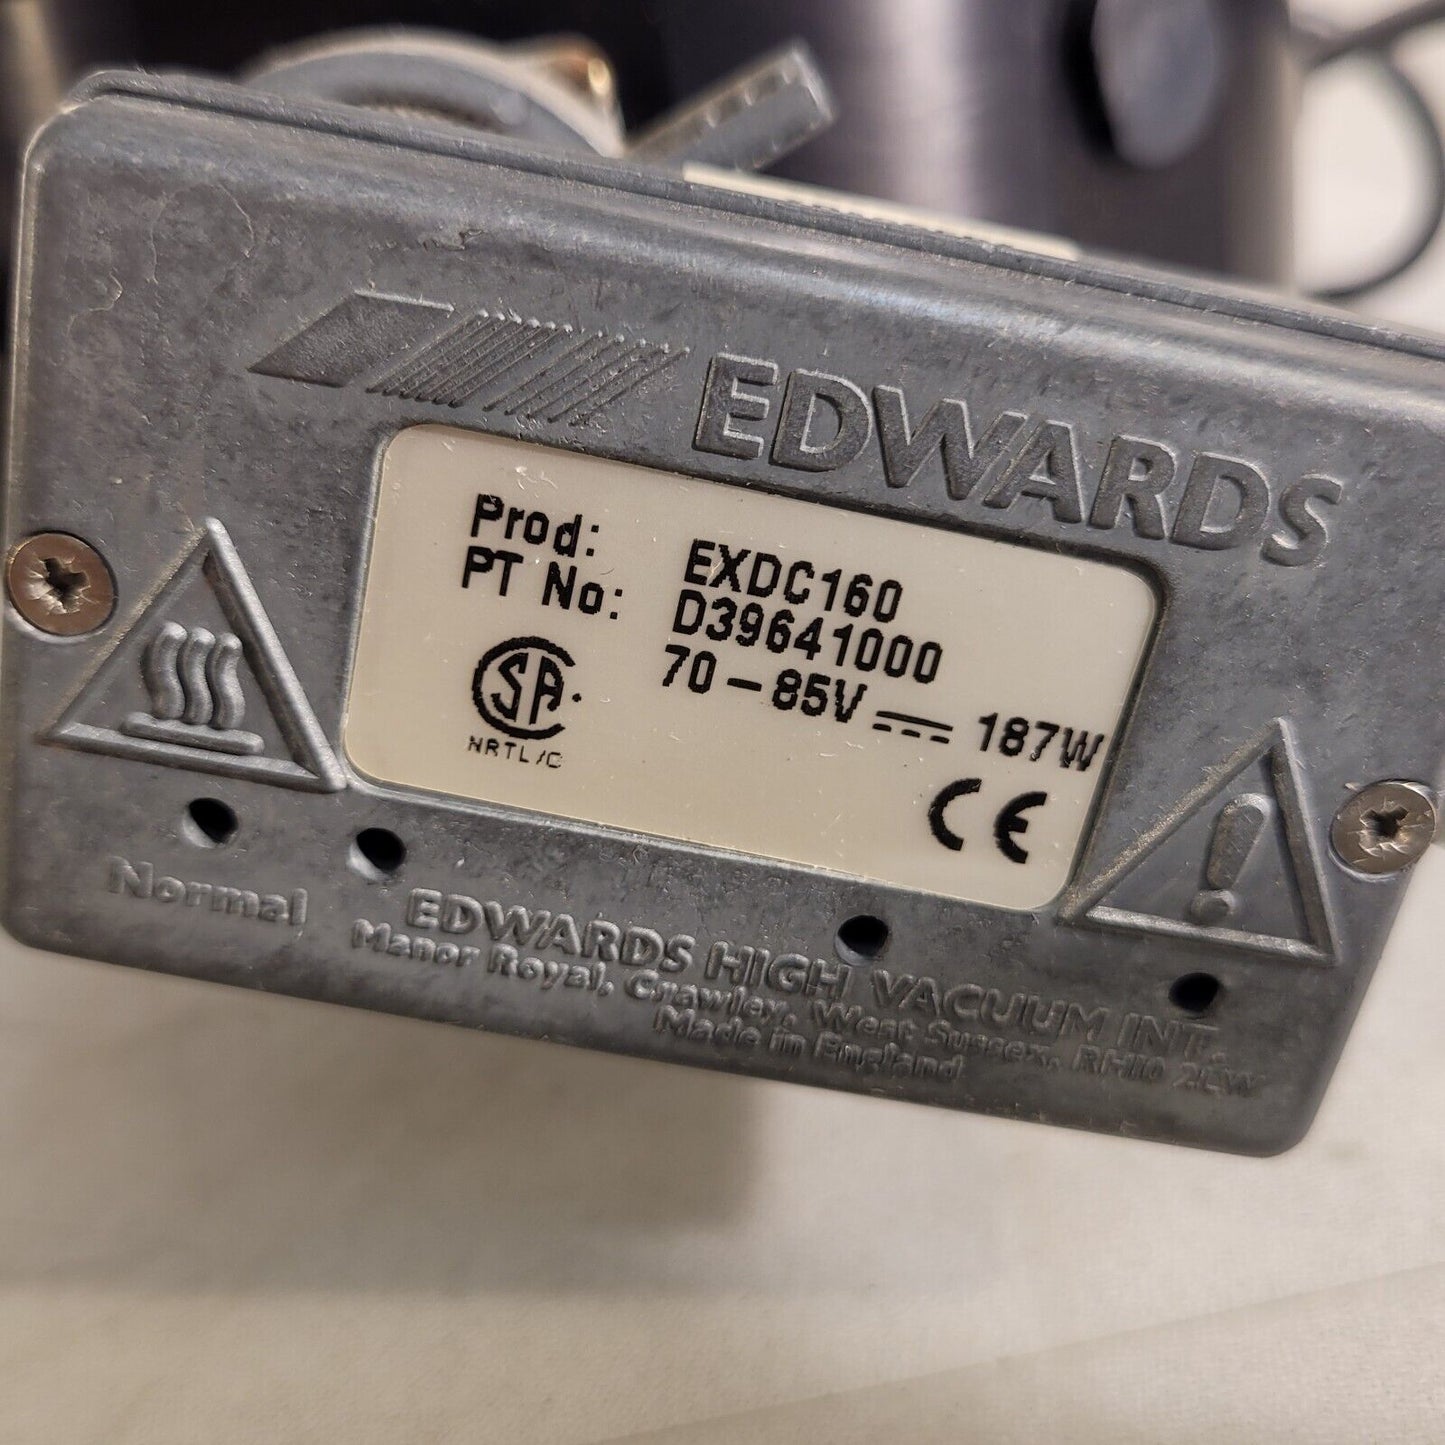 EDWARDS
Prod: EXDC160
PT No: D39641000
70-85V ⎓ 187W
SA
NRTL/C
CE
Normal
EDWARDS HIGH VACUUM INT.
Manor Royal, Crawley, West Sussex, RH10 2LW
Made in England